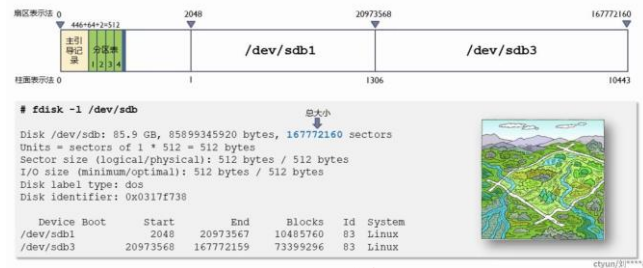 扇区表示法 0 2048 20973568 167772160
446+64+2=512
主引
导记
录
分区表
1 2 3 4
/dev/sdb1
/dev/sdb3
柱面表示法 0 1 1306 10443
# fdisk -l /dev/sdb
总大小
Disk /dev/sdb: 85.9 GB, 85899345920 bytes, 167772160 sectors
Units = sectors of 1 * 512 = 512 bytes
Sector size (logical/physical): 512 bytes / 512 bytes
I/O size (minimum/optimal): 512 bytes / 512 bytes
Disk label type: dos
Disk identifier: 0x0317f738
Device Boot Start End Blocks Id System
/dev/sdb1 2048 20973567 10485760 83 Linux
/dev/sdb3 20973568 167772159 73399296 83 Linux
ctyun/刘****